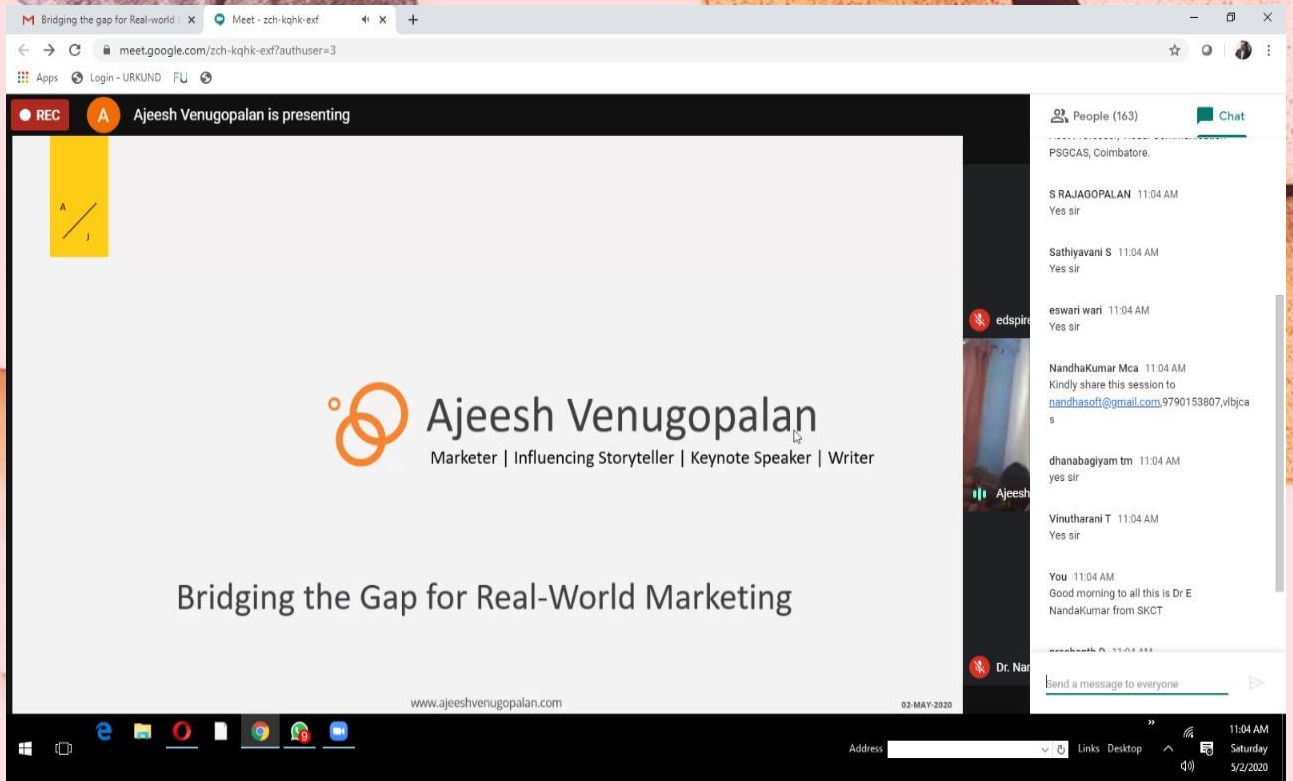 Bridging the gap for Real-world
Meet - zch-kqhk-exf
meet.google.com/zch-kqhk-exf?authuser=3
Apps Login - URKUND FU
REC A Ajeesh Venugopalan is presenting
People (163) Chat
PSGCAS, Coimbatore.
A
J
S RAJAGOPALAN 11:04 AM
Yes sir
Sathiyavani S 11:04 AM
Yes sir
edspire
eswari wari 11:04 AM
Yes sir
NandhaKumar Mca 11:04 AM
Kindly share this session to
nandhasoft@gmail.com,9790153807,vlbjca
s
Ajeesh Venugopalan
Marketer | Influencing Storyteller | Keynote Speaker | Writer
dhanabagiyam tm 11:04 AM
yes sir
Ajeesh
Vinutharani T 11:04 AM
Yes sir
You 11:04 AM
Good morning to all this is Dr E
NandaKumar from SKCT
Bridging the Gap for Real-World Marketing
Dr. Nar
Send a message to everyone
www.ajeeshvenugopalan.com
02-MAY-2020
9
Address
Links Desktop
11:04 AM
Saturday
5/2/2020